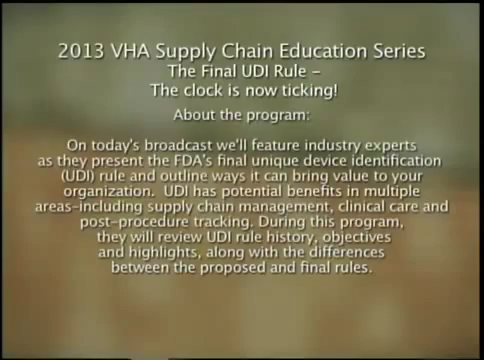 2013 VHA Supply Chain Education Series
The Final UDI Rule –
The clock is now ticking!
About the program:
On today's broadcast we'll feature industry experts
as they present the FDA's final unique device identification
(UDI) rule and outline ways it can bring value to your
organization.  UDI has potential benefits in multiple
areas-including supply chain management, clinical care and
post-procedure tracking. During this program,
they will review UDI rule history, objectives
and highlights, along with the differences
between the proposed and final rules.